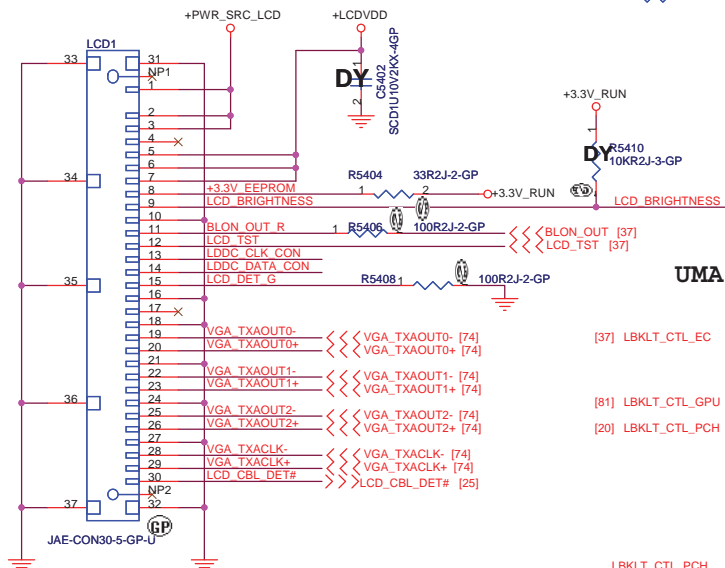 +PWR_SRC_LCD
+LCDVDD
LCD1
33
31
NP1
1
2
3
4
5
6
7
8
9
10
11
12
13
14
15
16
17
18
19
20
21
22
23
24
25
26
27
28
29
30
NP2
32
34
35
36
37
JAE-CON30-5-GP-U
GP
1
DY
2
C5402
SCD1U10V2KX-4GP
+3.3V_RUN
1
DY
R5410
10KR2J-3-GP
+3.3V_EEPROM
R5404
33R2J-2-GP
1
2
+3.3V_RUN
LCD_BRIGHTNESS
LCD_BRIGHTNESS
BLON_OUT_R
1
R5406
100R2J-2-GP
BLON_OUT [37]
LCD_TST
LCD_TST [37]
LDDC_CLK_CON
LDDC_DATA_CON
LCD_DET_G
R5408
1
100R2J-2-GP
UMA
VGA_TXAOUT0-
VGA_TXAOUT0- [74]
VGA_TXAOUT0+
VGA_TXAOUT0+ [74]
VGA_TXAOUT1-
VGA_TXAOUT1- [74]
VGA_TXAOUT1+
VGA_TXAOUT1+ [74]
VGA_TXAOUT2-
VGA_TXAOUT2- [74]
VGA_TXAOUT2+
VGA_TXAOUT2+ [74]
VGA_TXACLK-
VGA_TXACLK- [74]
VGA_TXACLK+
VGA_TXACLK+ [74]
LCD_CBL_DET#
LCD_CBL_DET# [25]
[37] LBKLT_CTL_EC
[81] LBKLT_CTL_GPU
[20] LBKLT_CTL_PCH
LBKLT_CTL_PCH